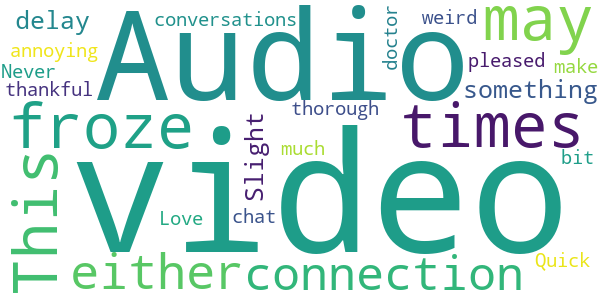 delay
conversations
Audio
doctor
weird
may
annoying
Never
thankful
pleased
make
something
froze
thorough
times
This
Slight
much
bit
video
Love
chat
either
connection
Quick